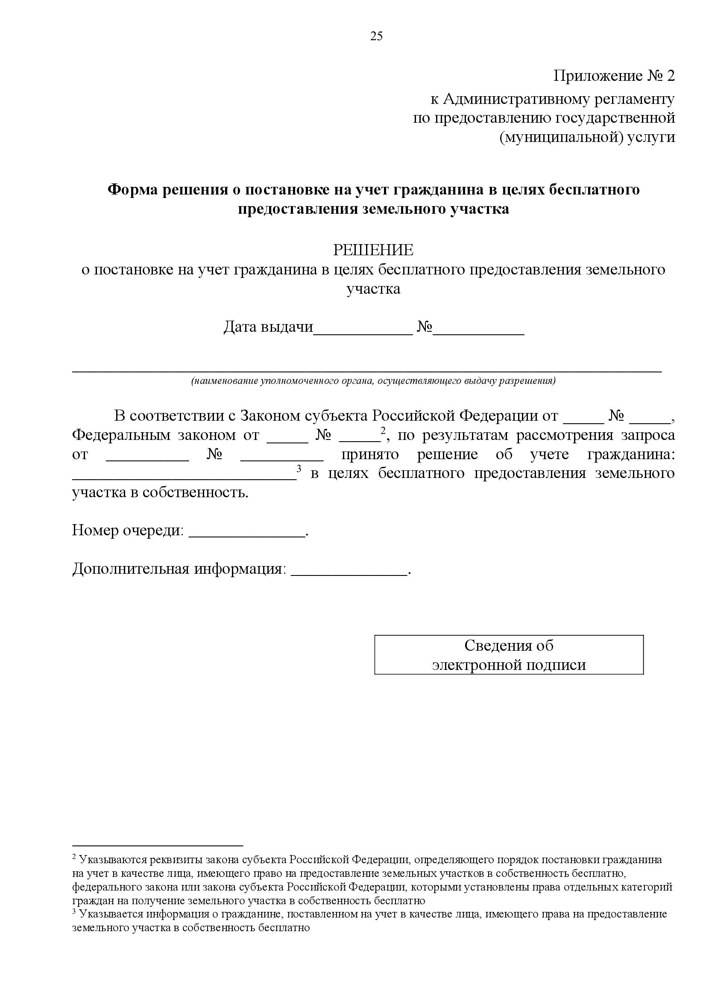 25
Приложение № 2
к Административному регламенту
по предоставлению государственной
(муниципальной) услуги
Форма решения о постановке на учет гражданина в целях бесплатного
предоставления земельного участка
РЕШЕНИЕ
о постановке на учет гражданина в целях бесплатного предоставления земельного
участка
Дата выдачи____________ №___________
_______________________________________________________________________
(наименование уполномоченного органа, осуществляющего выдачу разрешения)
В соответствии с Законом субъекта Российской Федерации от _____ № _____,
Федеральным законом от _____ № _____², по результатам рассмотрения запроса
от __________ № __________ принято решение об учете гражданина:
___________________________³ в целях бесплатного предоставления земельного
участка в собственность.
Номер очереди: ______________.
Дополнительная информация: ______________.
Сведения об
электронной подписи
² Указываются реквизиты закона субъекта Российской Федерации, определяющего порядок постановки гражданина
на учет в качестве лица, имеющего право на предоставление земельных участков в собственность бесплатно,
федерального закона или закона субъекта Российской Федерации, которыми установлены права отдельных категорий
граждан на получение земельного участка в собственность бесплатно
³ Указывается информация о гражданине, поставленном на учет в качестве лица, имеющего права на предоставление
земельного участка в собственность бесплатно